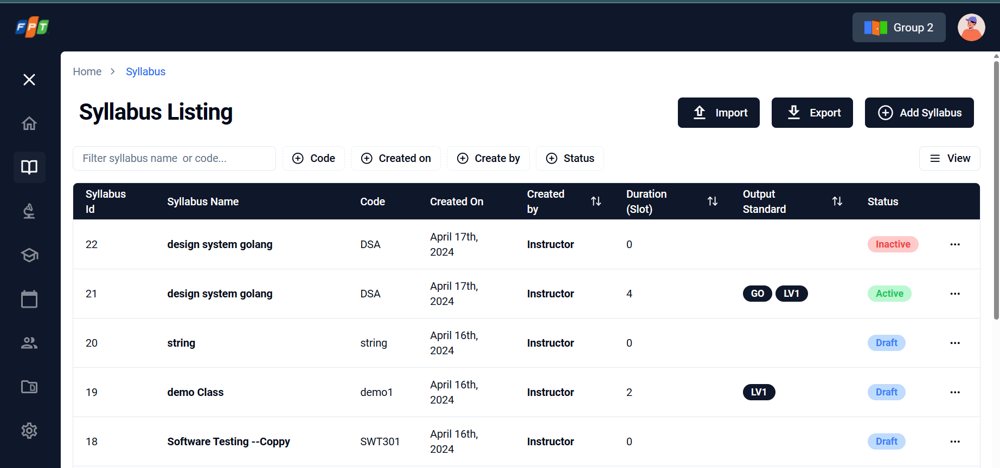 FPT
Group 2
Home > Syllabus
Syllabus Listing
Import
Export
Add Syllabus
Filter syllabus name or code...
Code
Created on
Create by
Status
View
Syllabus Id
Syllabus Name
Code
Created On
Created by
Duration (Slot)
Output Standard
Status
22 design system golang DSA April 17th, 2024 Instructor 0 Inactive ...
21 design system golang DSA April 17th, 2024 Instructor 4 GO LV1 Active ...
20 string string April 16th, 2024 Instructor 0 Draft ...
19 demo Class demo1 April 16th, 2024 Instructor 2 LV1 Draft ...
18 Software Testing --Coppy SWT301 April 16th, 2024 Instructor 0 Draft ...